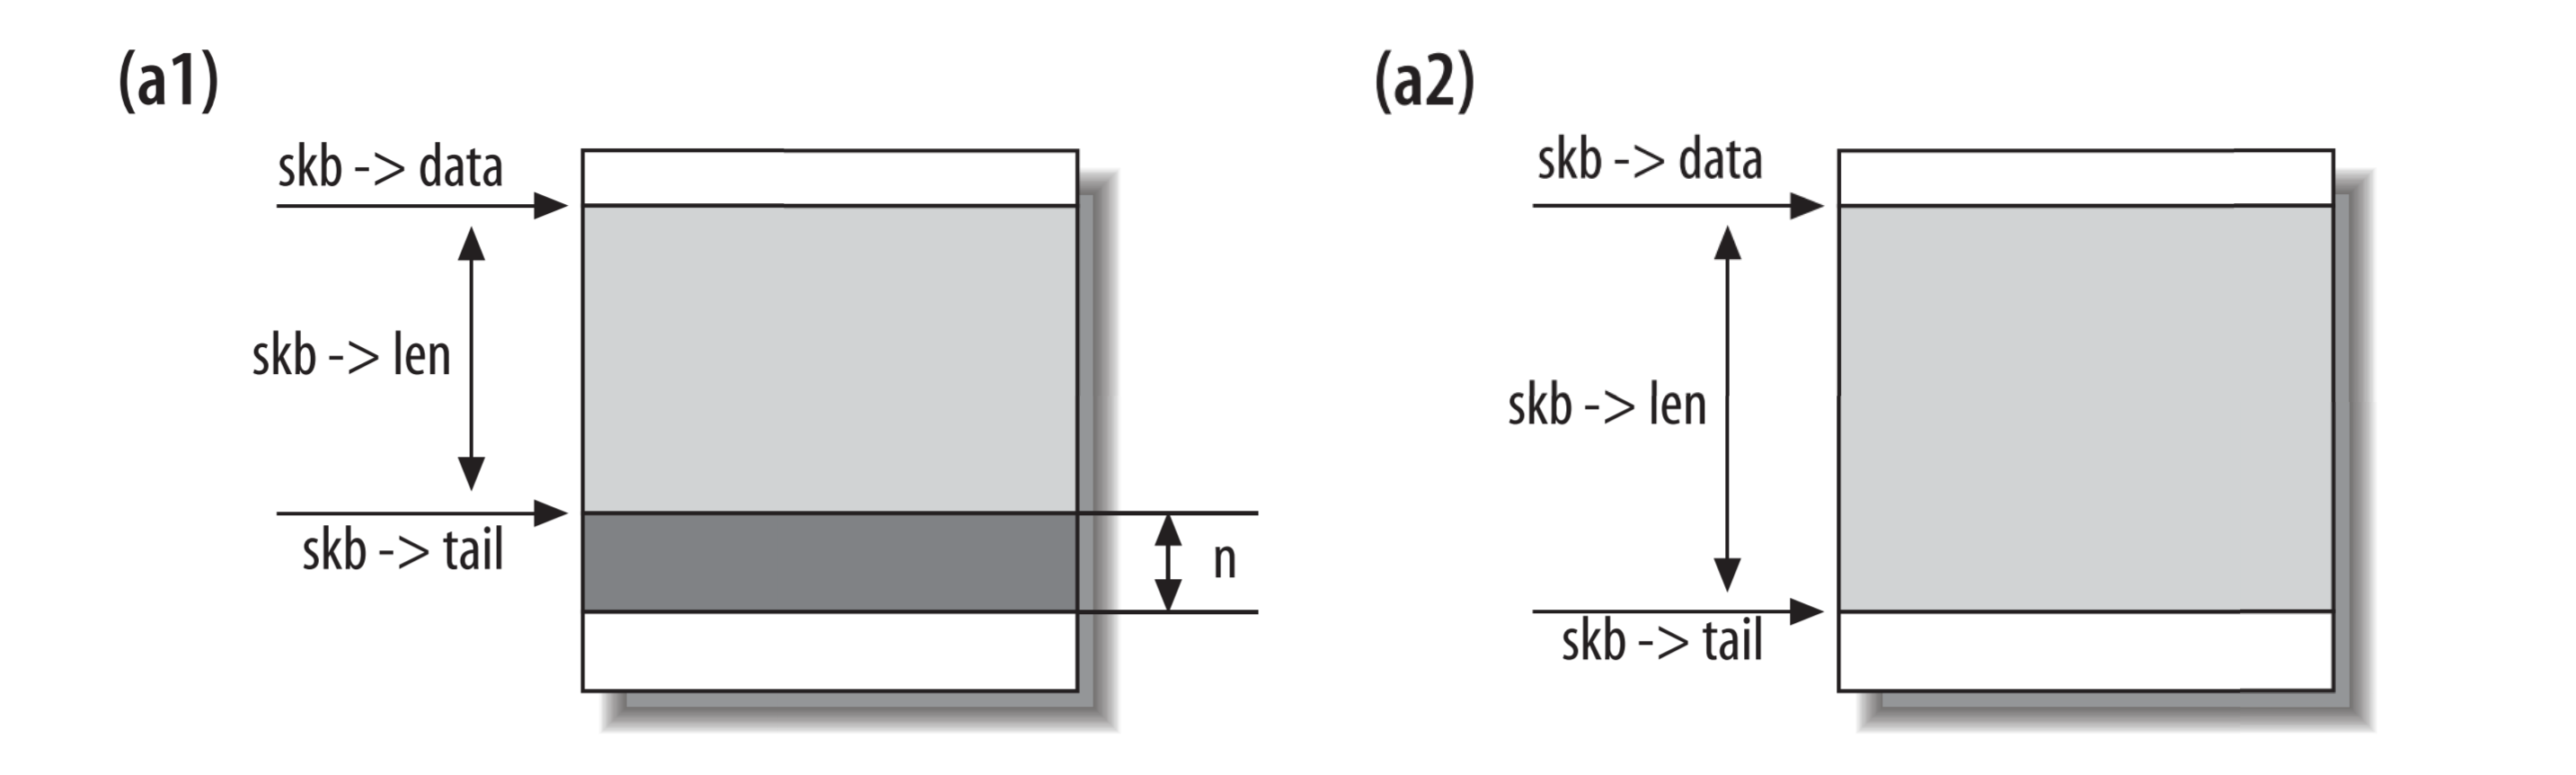 (a1)
skb -> data
skb -> len
skb -> tail
n
(a2)
skb -> data
skb -> len
skb -> tail